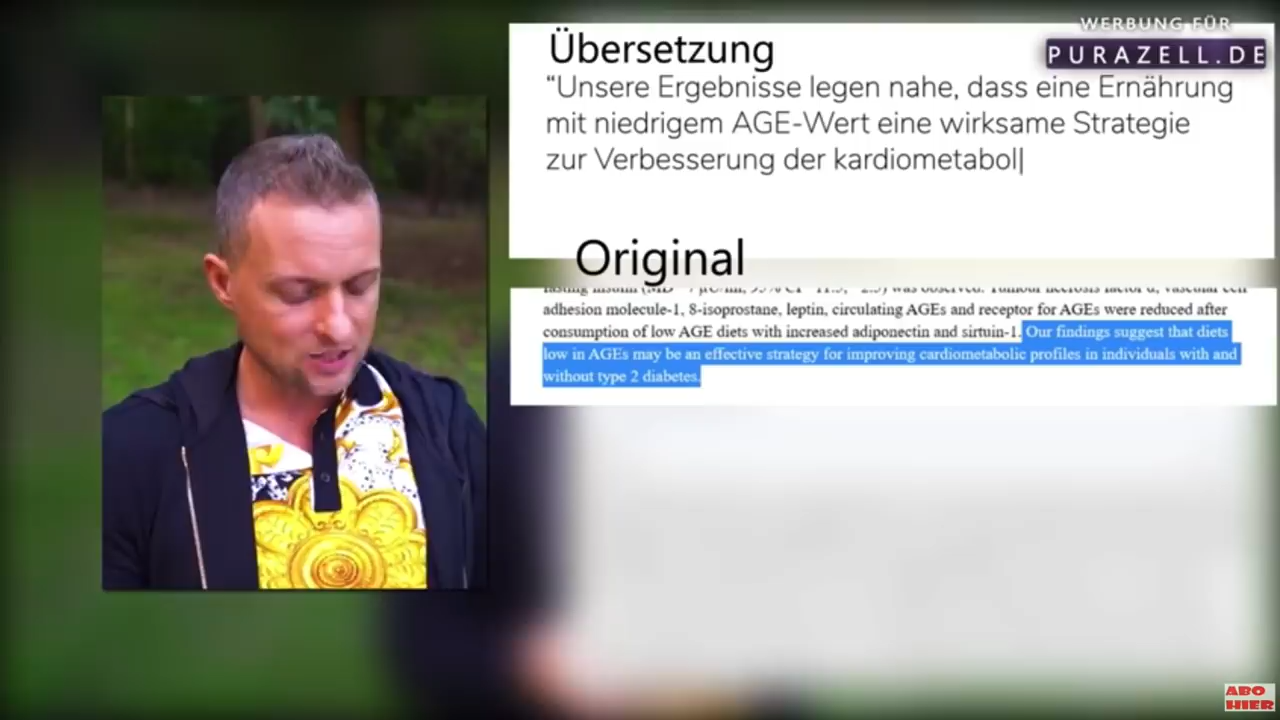 WERBUNG FÜR
PURAZELL.DE
Übersetzung
“Unsere Ergebnisse legen nahe, dass eine Ernährung
mit niedrigem AGE-Wert eine wirksame Strategie
zur Verbesserung der kardiometabol|
Original
adhesion molecule-1, 8-isoprostane, leptin, circulating AGEs and receptor for AGEs were reduced after
consumption of low AGE diets with increased adiponectin and sirtuin-1. Our findings suggest that diets
low in AGEs may be an effective strategy for improving cardiometabolic profiles in individuals with and
without type 2 diabetes.
ABO
HIER